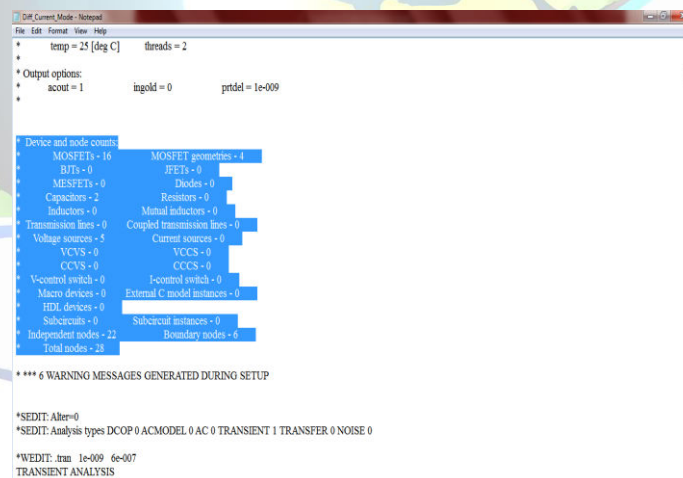 Diff_Current_Mode - Notepad
File Edit Format View Help
* temp = 25 [deg C] threads = 2
*
* Output options:
* acout = 1 ingold = 0 prtdel = 1e-009
*
* Device and node counts:
* MOSFETs - 16 MOSFET geometries - 4
* BJTs - 0 JFETs - 0
* MESFETs - 0 Diodes - 0
* Capacitors - 2 Resistors - 0
* Inductors - 0 Mutual inductors - 0
* Transmission lines - 0 Coupled transmission lines - 0
* Voltage sources - 5 Current sources - 0
* VCVS - 0 VCCS - 0
* CCVS - 0 CCCS - 0
* V-control switch - 0 I-control switch - 0
* Macro devices - 0 External C model instances - 0
* HDL devices - 0
* Subcircuits - 0 Subcircuit instances - 0
* Independent nodes - 22 Boundary nodes - 6
* Total nodes - 28
* *** 6 WARNING MESSAGES GENERATED DURING SETUP
*SEDIT: Alter=0
*SEDIT: Analysis types DCOP 0 ACMODEL 0 AC 0 TRANSIENT 1 TRANSFER 0 NOISE 0
*WEDIT: .tran 1e-009 6e-007
TRANSIENT ANALYSIS